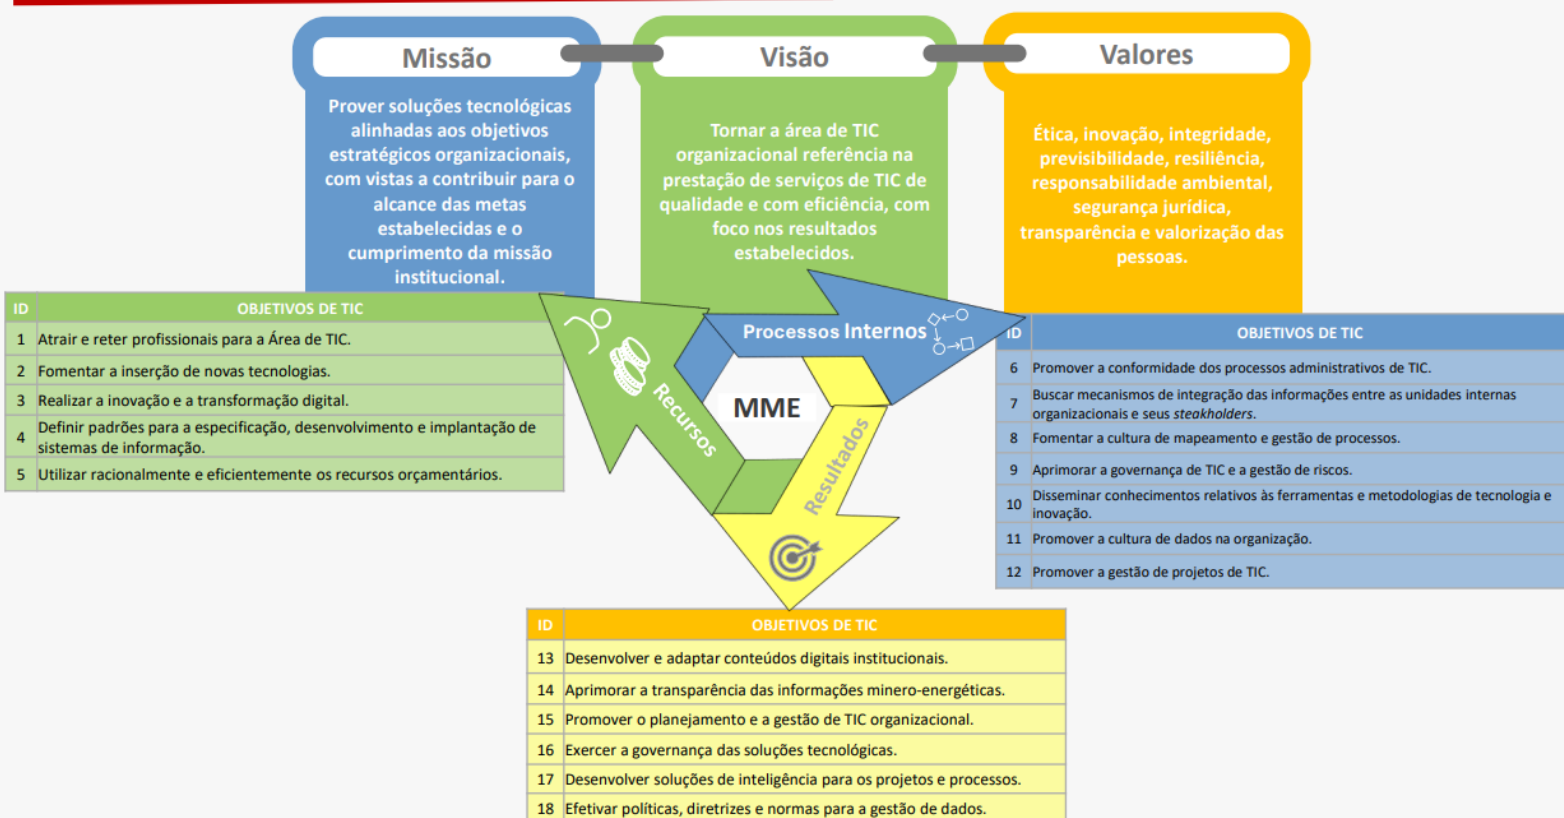 Missão
Prover soluções tecnológicas
alinhadas aos objetivos
estratégicos organizacionais,
com vistas a contribuir para o
alcance das metas
estabelecidas e o
cumprimento da missão
institucional.
Visão
Tornar a área de TIC
organizacional referência na
prestação de serviços de TIC de
qualidade e com eficiência, com
foco nos resultados
estabelecidos.
Valores
Ética, inovação, integridade,
previsibilidade, resiliência,
responsabilidade ambiental,
segurança jurídica,
transparência e valorização das
pessoas.
ID OBJETIVOS DE TIC
1 Atrair e reter profissionais para a Área de TIC.
2 Fomentar a inserção de novas tecnologias.
3 Realizar a inovação e a transformação digital.
4 Definir padrões para a especificação, desenvolvimento e implantação de
sistemas de informação.
5 Utilizar racionalmente e eficientemente os recursos orçamentários.
Recursos
Processos Internos
MME
Resultados
ID OBJETIVOS DE TIC
6 Promover a conformidade dos processos administrativos de TIC.
7 Buscar mecanismos de integração das informações entre as unidades internas
organizacionais e seus steakholders.
8 Fomentar a cultura de mapeamento e gestão de processos.
9 Aprimorar a governança de TIC e a gestão de riscos.
10 Disseminar conhecimentos relativos às ferramentas e metodologias de tecnologia e
inovação.
11 Promover a cultura de dados na organização.
12 Promover a gestão de projetos de TIC.
ID OBJETIVOS DE TIC
13 Desenvolver e adaptar conteúdos digitais institucionais.
14 Aprimorar a transparência das informações minero-energéticas.
15 Promover o planejamento e a gestão de TIC organizacional.
16 Exercer a governança das soluções tecnológicas.
17 Desenvolver soluções de inteligência para os projetos e processos.
18 Efetivar políticas, diretrizes e normas para a gestão de dados.